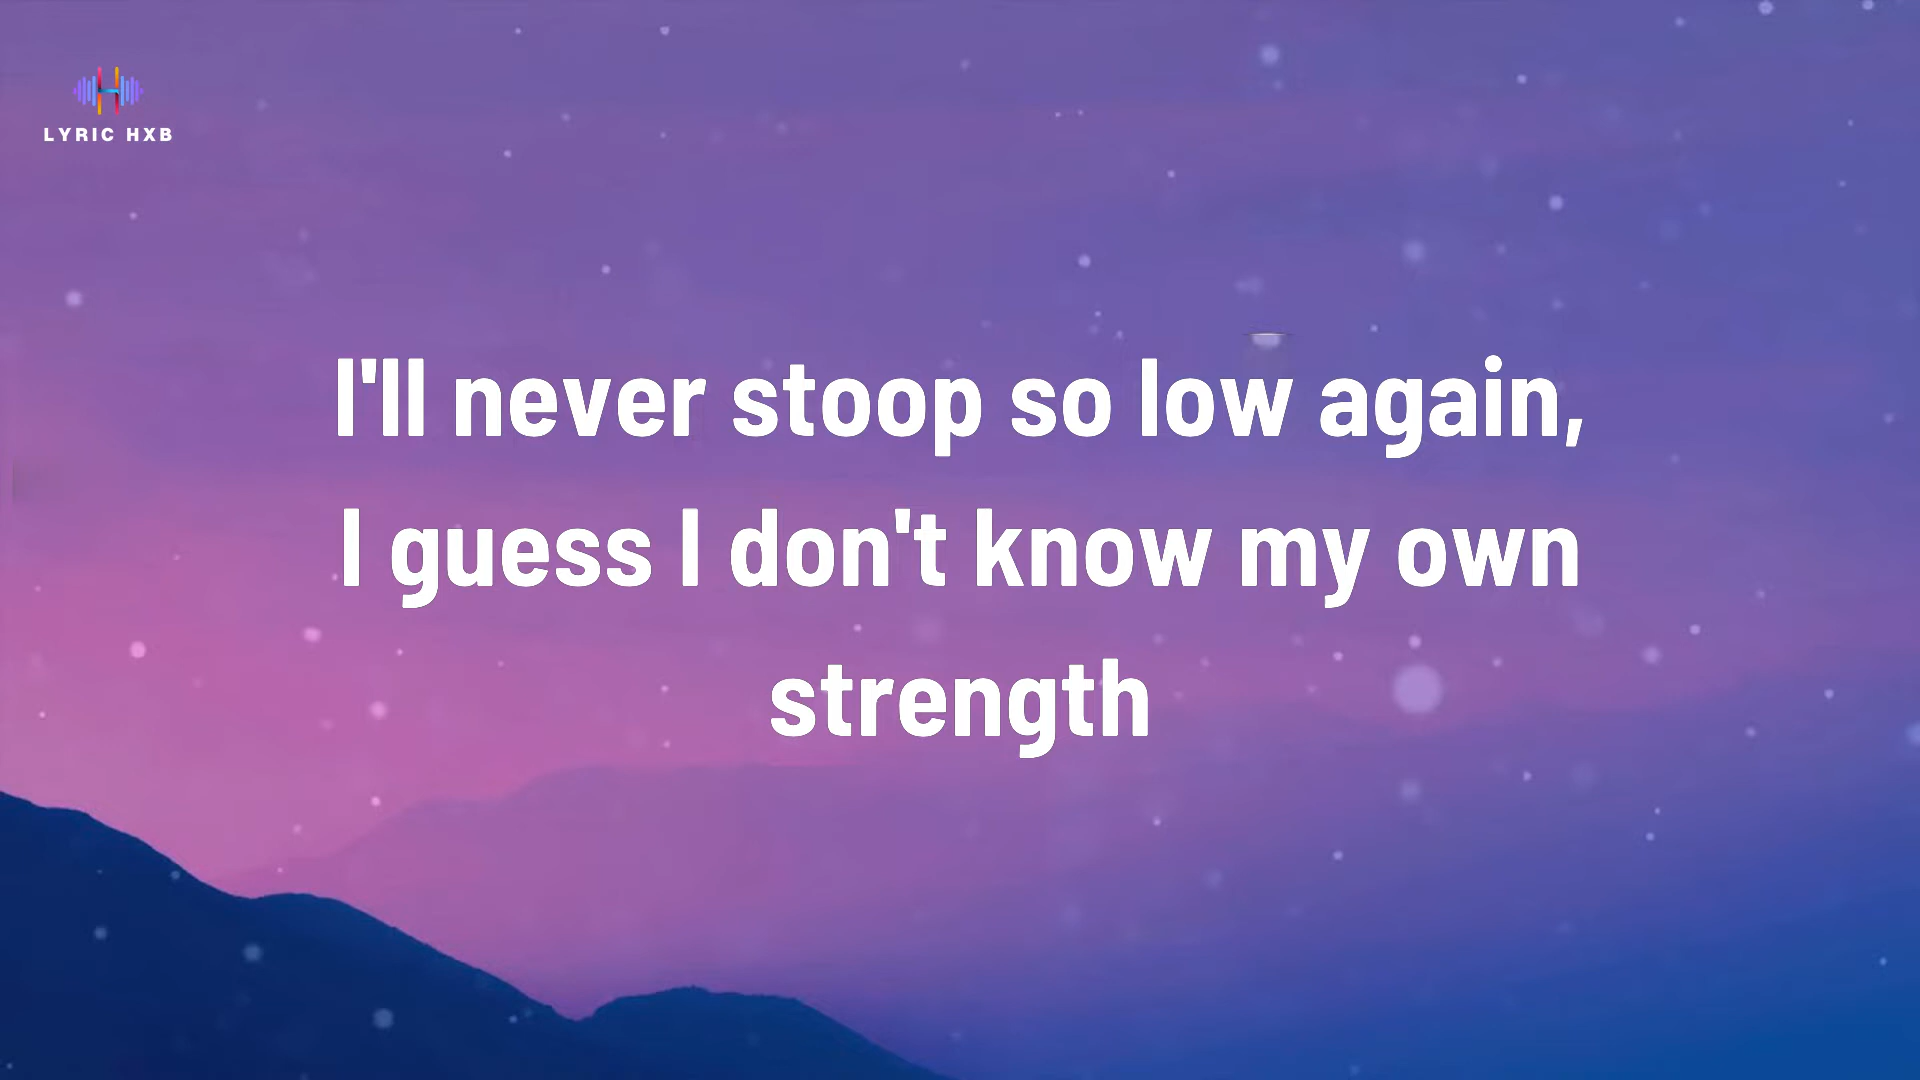 LYRIC HXB
I'll never stoop so low again,
I guess I don't know my own
strength